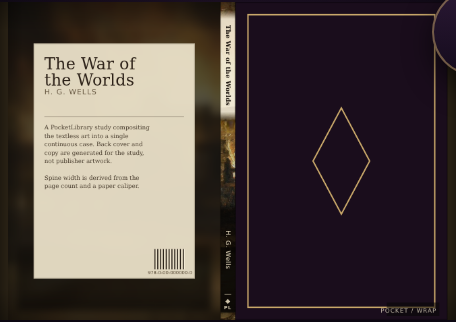 The War of
the Worlds
H. G. WELLS
A PocketLibrary study compositing
the textless art into a single
continuous case. Back cover and
copy are generated for the study,
not publisher artwork.
Spine width is derived from the
page count and a paper caliper.
The War of the Worlds
H. G. Wells
PL
POCKET / WRAP